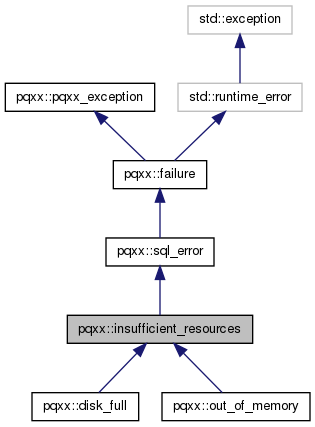 std::exception
pqxx::pqxx_exception
std::runtime_error
pqxx::failure
pqxx::sql_error
pqxx::insufficient_resources
pqxx::disk_full
pqxx::out_of_memory